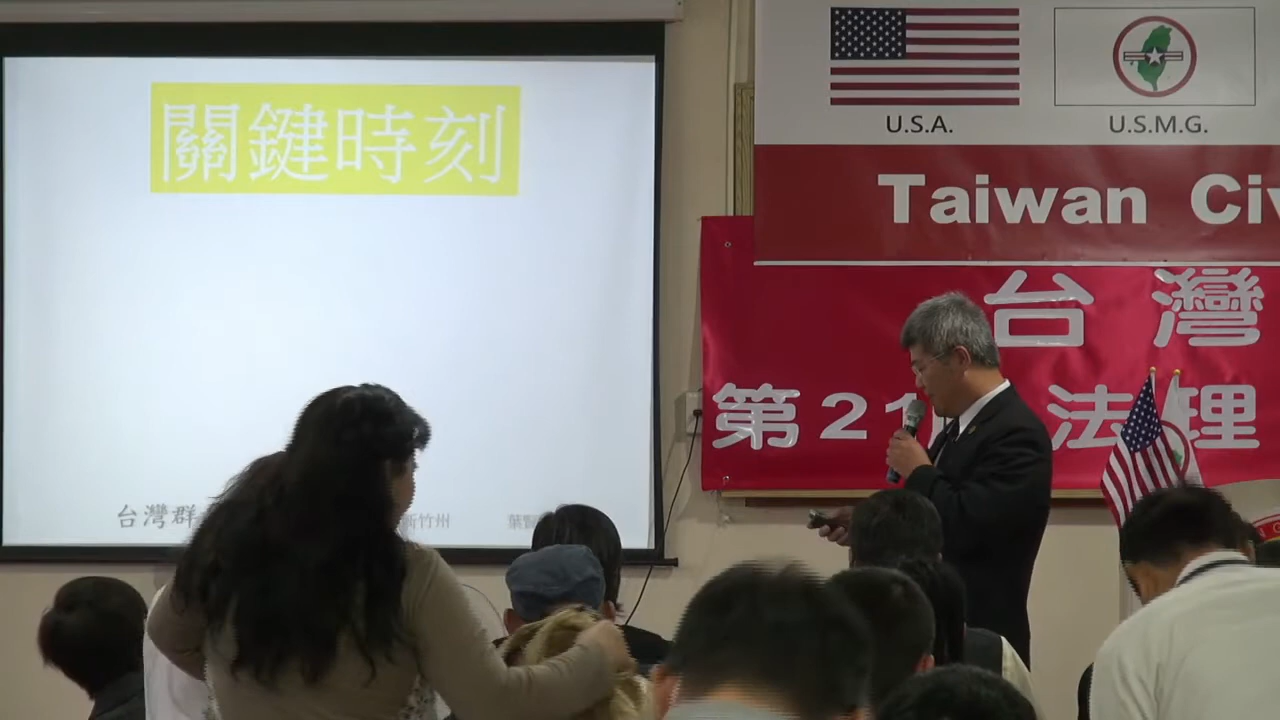 關鍵時刻
台灣群
新竹州
葉
U.S.A.
U.S.M.G.
Taiwan Civ
台灣
第21
法理